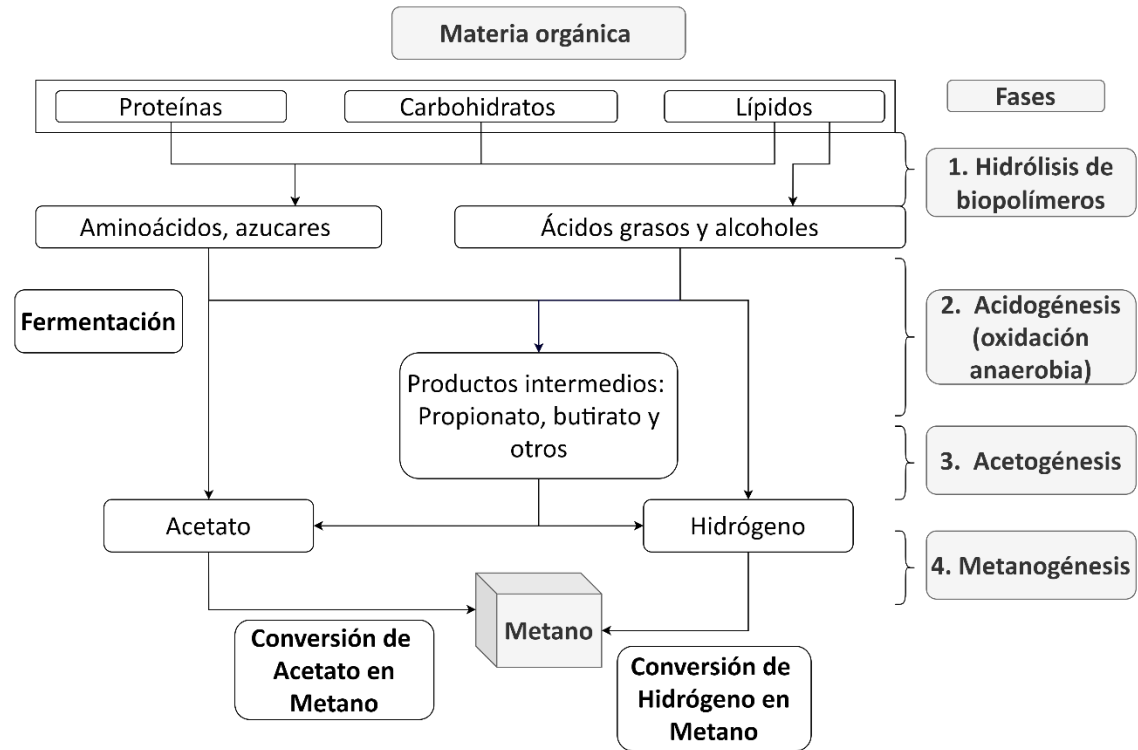 Materia orgánica
Proteínas
Carbohidratos
Lípidos
Fases
1. Hidrólisis de
biopolímeros
Aminoácidos, azucares
Ácidos grasos y alcoholes
Fermentación
2. Acidogénesis
(oxidación
anaerobia)
Productos intermedios:
Propionato, butirato y
otros
3. Acetogénesis
Acetato
Hidrógeno
4. Metanogénesis
Metano
Conversión de
Acetato en
Metano
Conversión de
Hidrógeno en
Metano